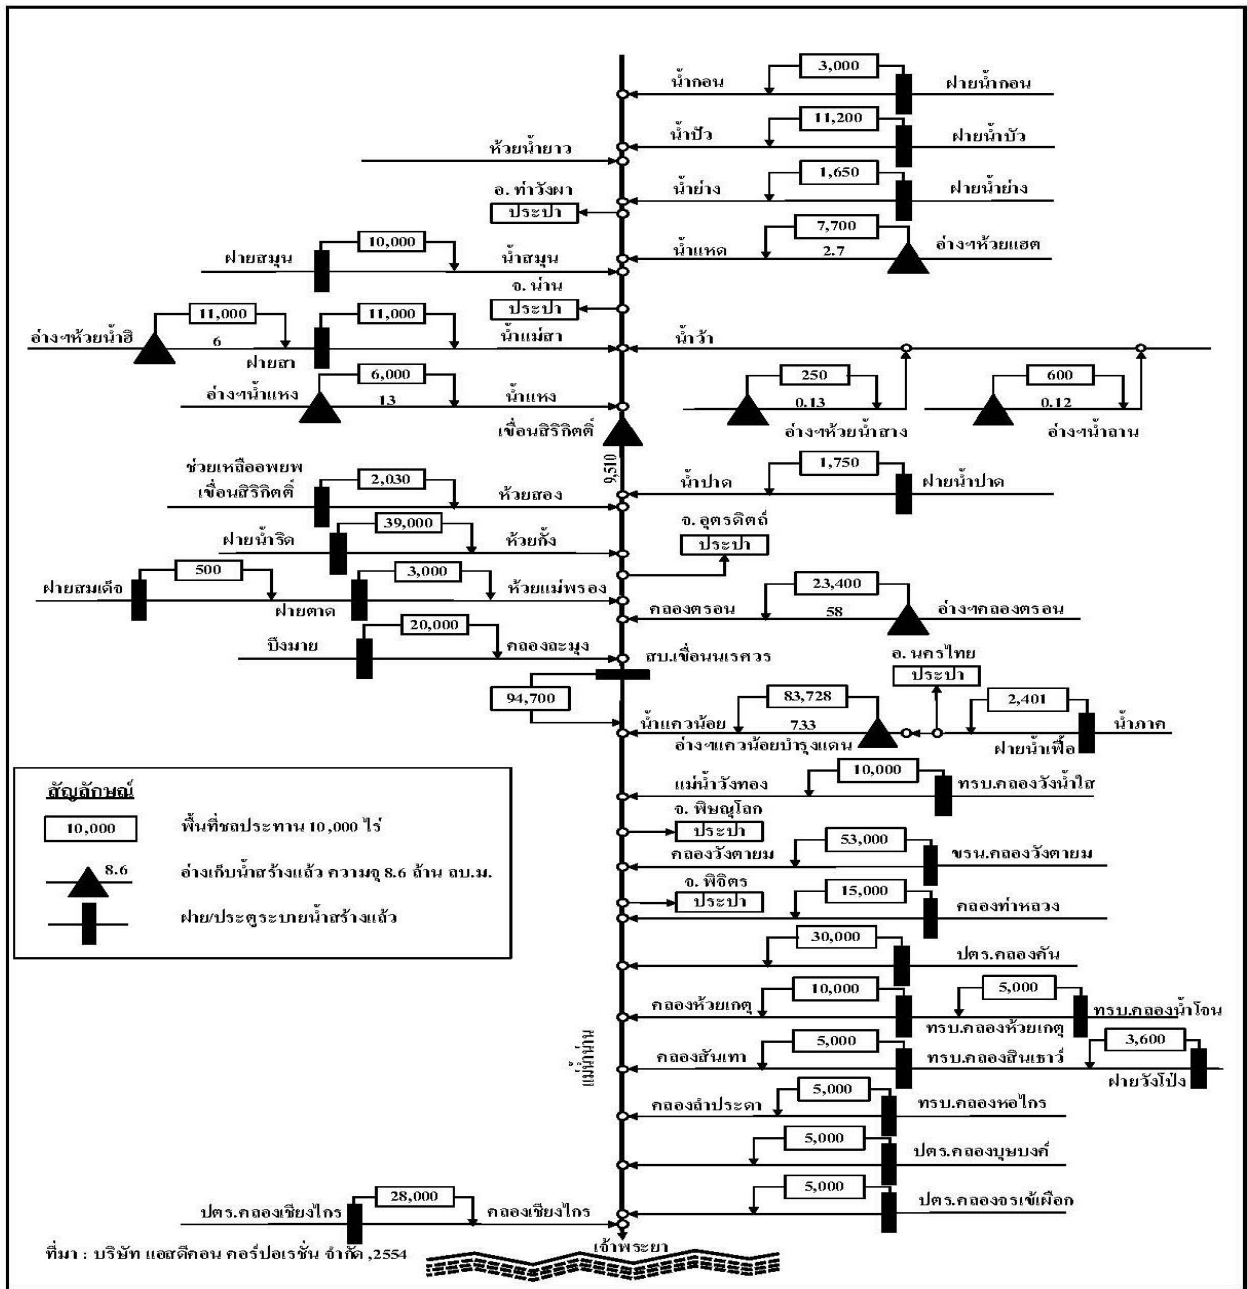 3,000
น้ำกอน
ฝายน้ำกอน
11,200
น้ำปัว
ฝายน้ำบัว
ห้วยน้ำยาว
1,650
น้ำย่าง
ฝายน้ำย่าง
อ. ท่าวังผา
ประปา
7,700
น้ำแหด
2.7
อ่างฯห้วยแฮต
10,000
ฝายสมุน
น้ำสมุน
จ. น่าน
ประปา
11,000
11,000
อ่างฯห้วยน้ำฮิ
6
ฝายสา
น้ำแม่สา
น้ำว้า
6,000
อ่างฯน้ำแหง
13
น้ำแหง
250
600
0.13
0.12
อ่างฯห้วยน้ำสาง
อ่างฯน้ำลาน
เขื่อนสิริกิตติ์
9,510
ช่วยเหลืออพยพ
เขื่อนสิริกิตติ์
2,030
ห้วยสอง
1,750
น้ำปาด
ฝายน้ำปาด
39,000
ฝายน้ำริด
ห้วยกั้ง
จ. อุตรดิตถ์
ประปา
500
3,000
ฝายสมเด็จ
ฝายตาด
ห้วยแม่พรอง
23,400
คลองตรอน
58
อ่างฯคลองตรอน
20,000
บึงมาย
คลองละมุง
สบ.เขื่อนนเรศวร
94,700
อ. นครไทย
ประปา
83,728
2,401
น้ำแควน้อย
733
อ่างฯแควน้อยบำรุงแดน
ฝายน้ำเฟื้อ
น้ำภาค
10,000
แม่น้ำวังทอง
ทรบ.คลองวังน้ำใส
จ. พิษณุโลก
ประปา
53,000
คลองวังตายม
ขรน.คลองวังตายม
จ. พิจิตร
ประปา
15,000
คลองท่าหลวง
30,000
ปตร.คลองคัน
10,000
5,000
คลองห้วยเกตุ
ทรบ.คลองห้วยเกตุ
ทรบ.คลองน้ำโจน
แม่น้ำน่าน
5,000
3,600
คลองสันเทา
ทรบ.คลองสินเธาว์
ฝายวังโป่ง
5,000
คลองลำประดา
ทรบ.คลองหอไกร
5,000
ปตร.คลองบุษบงค์
5,000
ปตร.คลองจรเข้เผือก
28,000
ปตร.คลองเชียงไกร
คลองเชียงไกร
เจ้าพระยา
สัญลักษณ์
10,000 พื้นที่ชลประทาน 10,000 ไร่
8.6 อ่างเก็บน้ำสร้างแล้ว ความจุ 8.6 ล้าน ลบ.ม.
ฝาย/ประตูระบายน้ำสร้างแล้ว
ที่มา : บริษัท แอสดีคอน คอร์ปอเรชั่น จำกัด ,2554